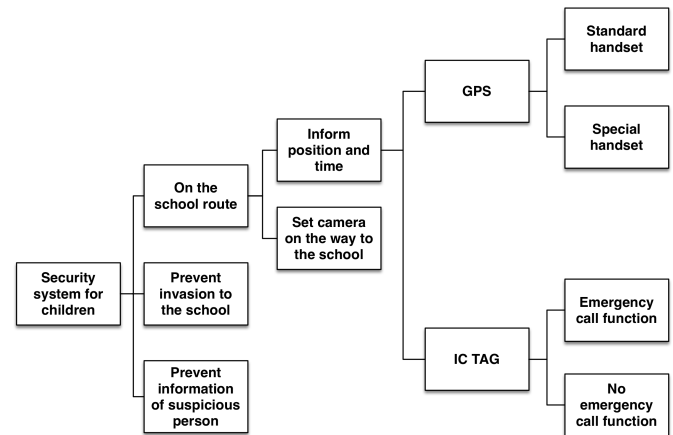 Standard
handset
GPS
Special
handset
Inform
position and
time
On the
school route
Set camera
on the way to
the school
Security
system for
children
Prevent
invasion to
the school
Prevent
information
of suspicious
person
IC TAG
Emergency
call function
No
emergency
call function